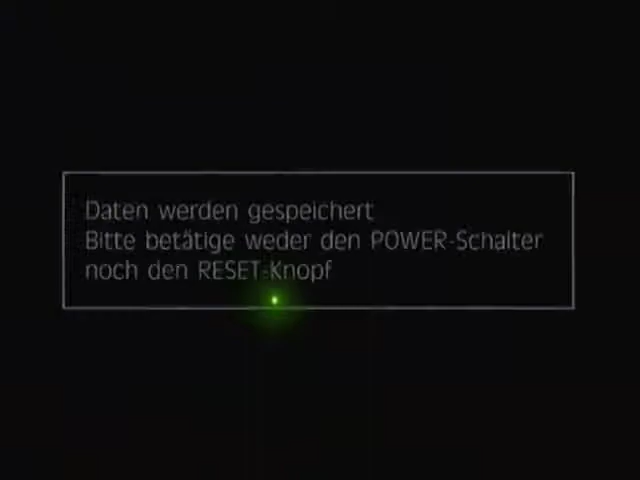 Daten werden gespeichert
Bitte betätige weder den POWER-Schalter
noch den RESET-Knopf